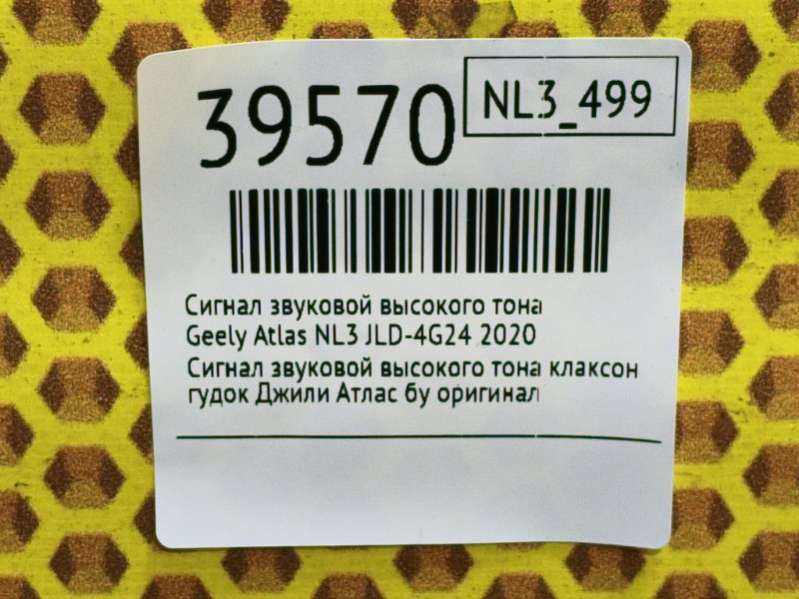 39570
NL3_499
Сигнал звуковой высокого тона
Geely Atlas NL3 JLD-4G24 2020
Сигнал звуковой высокого тона клаксон
гудок Джили Атлас бу оригинал